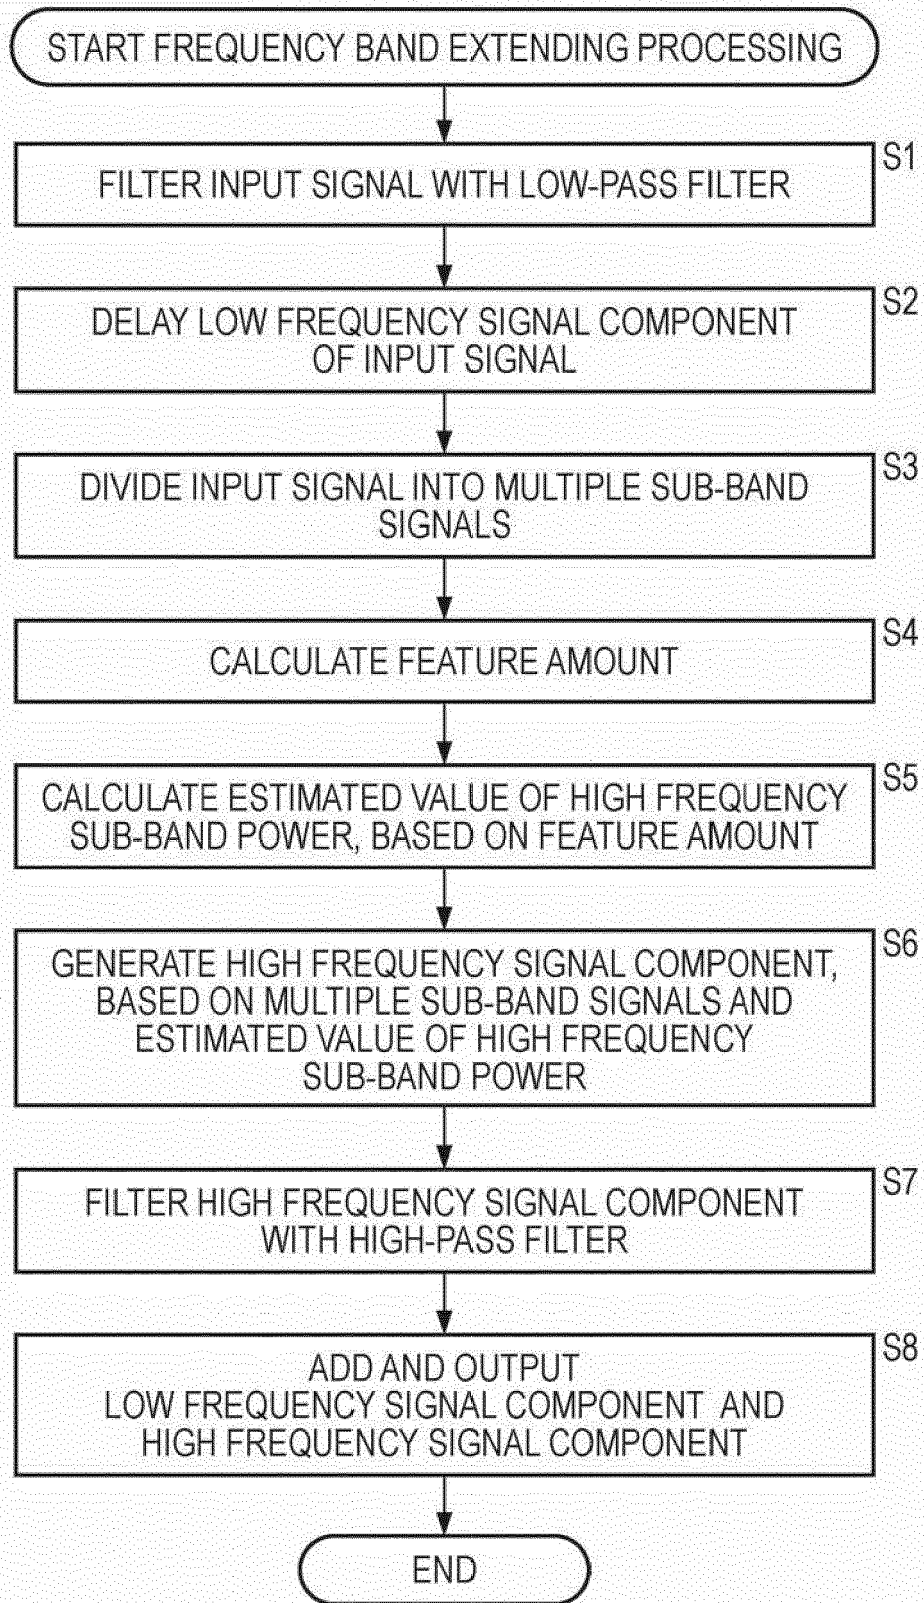 START FREQUENCY BAND EXTENDING PROCESSING
S1
FILTER INPUT SIGNAL WITH LOW-PASS FILTER
S2
DELAY LOW FREQUENCY SIGNAL COMPONENT
OF INPUT SIGNAL
S3
DIVIDE INPUT SIGNAL INTO MULTIPLE SUB-BAND
SIGNALS
S4
CALCULATE FEATURE AMOUNT
S5
CALCULATE ESTIMATED VALUE OF HIGH FREQUENCY
SUB-BAND POWER, BASED ON FEATURE AMOUNT
S6
GENERATE HIGH FREQUENCY SIGNAL COMPONENT,
BASED ON MULTIPLE SUB-BAND SIGNALS AND
ESTIMATED VALUE OF HIGH FREQUENCY
SUB-BAND POWER
S7
FILTER HIGH FREQUENCY SIGNAL COMPONENT
WITH HIGH-PASS FILTER
S8
ADD AND OUTPUT
LOW FREQUENCY SIGNAL COMPONENT AND
HIGH FREQUENCY SIGNAL COMPONENT
END